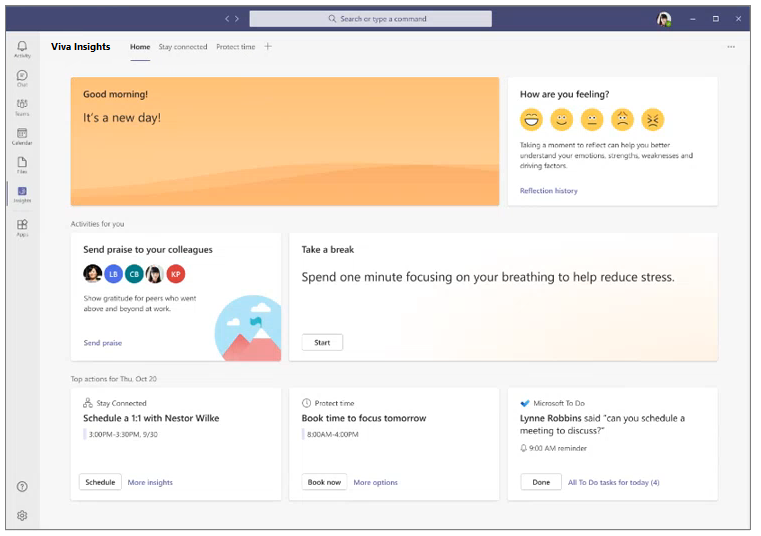 Search or type a command
Activity
Chat
Teams
Calendar
Files
Insights
Apps
Viva Insights
Home
Stay connected
Protect time
Good morning!
It's a new day!
How are you feeling?
Taking a moment to reflect can help you better
understand your emotions, strengths, weaknesses and
driving factors.
Reflection history
Activities for you
Send praise to your colleagues
LB
CB
KP
Show gratitude for peers who went
above and beyond at work.
Send praise
Take a break
Spend one minute focusing on your breathing to help reduce stress.
Start
Top actions for Thu, Oct 20
Stay Connected
Schedule a 1:1 with Nestor Wilke
3:00PM-3:30PM, 9/30
Schedule
More insights
Protect time
Book time to focus tomorrow
8:00AM-4:00PM
Book now
More options
Microsoft To Do
Lynne Robbins said "can you schedule a
meeting to discuss?"
9:00 AM reminder
Done
All To Do tasks for today (4)